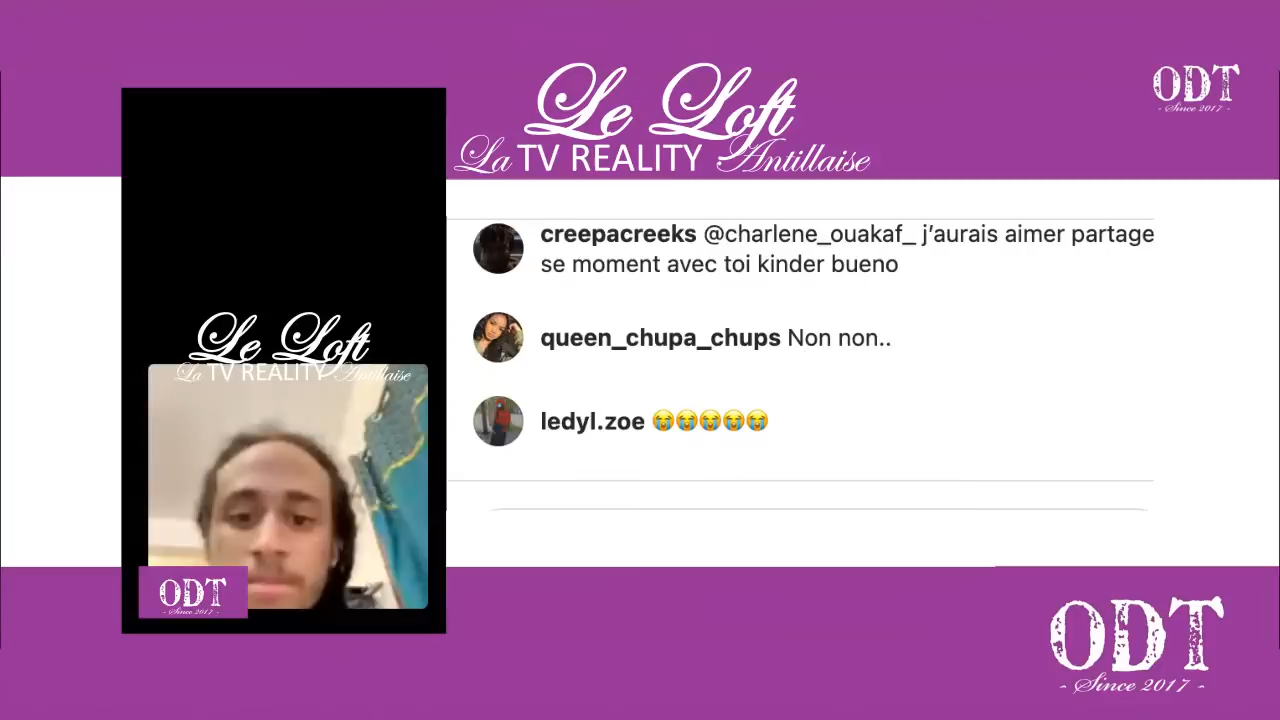 Le Loft
La TV REALITY Antillaise
ODT
- Since 2017 -
creepacreeks @charlene_ouakaf_ j’aurais aimer partage
se moment avec toi kinder bueno
queen_chupa_chups Non non..
ledyl.zoe 😭😭😭😭😭
Le Loft
La TV REALITY Antillaise
ODT
- Since 2017 -
ODT
- Since 2017 -